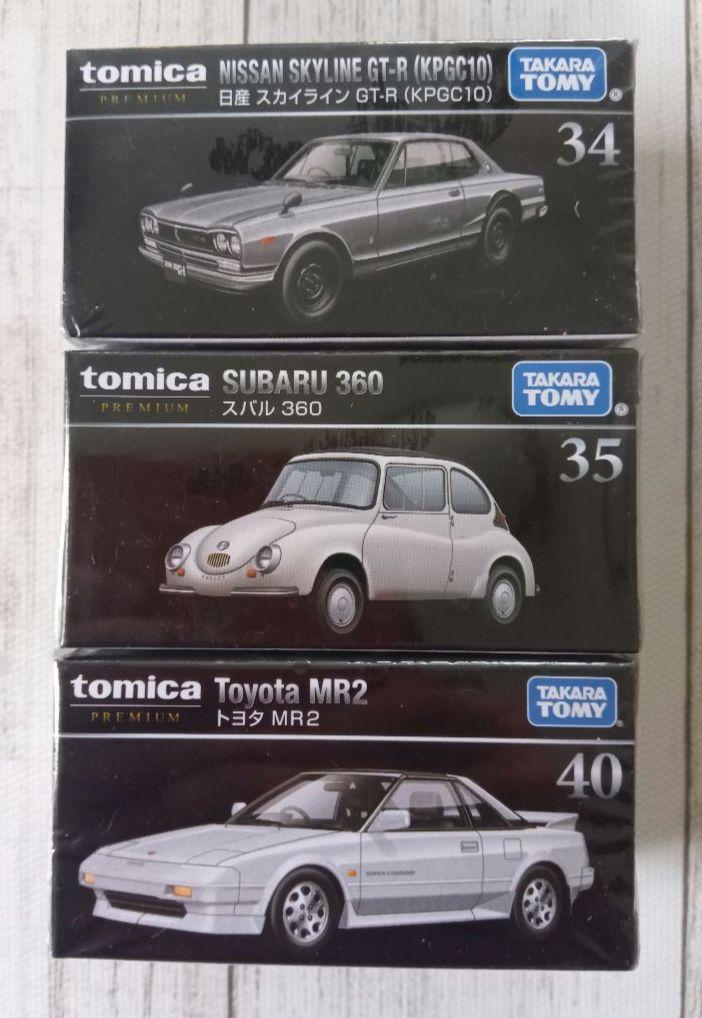 tomica
PREMIUM
NISSAN SKYLINE GT-R (KPGC10)
日産 スカイライン GT-R (KPGC10)
TAKARA
TOMY
®
34
tomica
PREMIUM
SUBARU 360
スバル 360
TAKARA
TOMY
®
35
tomica
PREMIUM
Toyota MR2
トヨタ MR2
TAKARA
TOMY
40
SUPER CHARGER